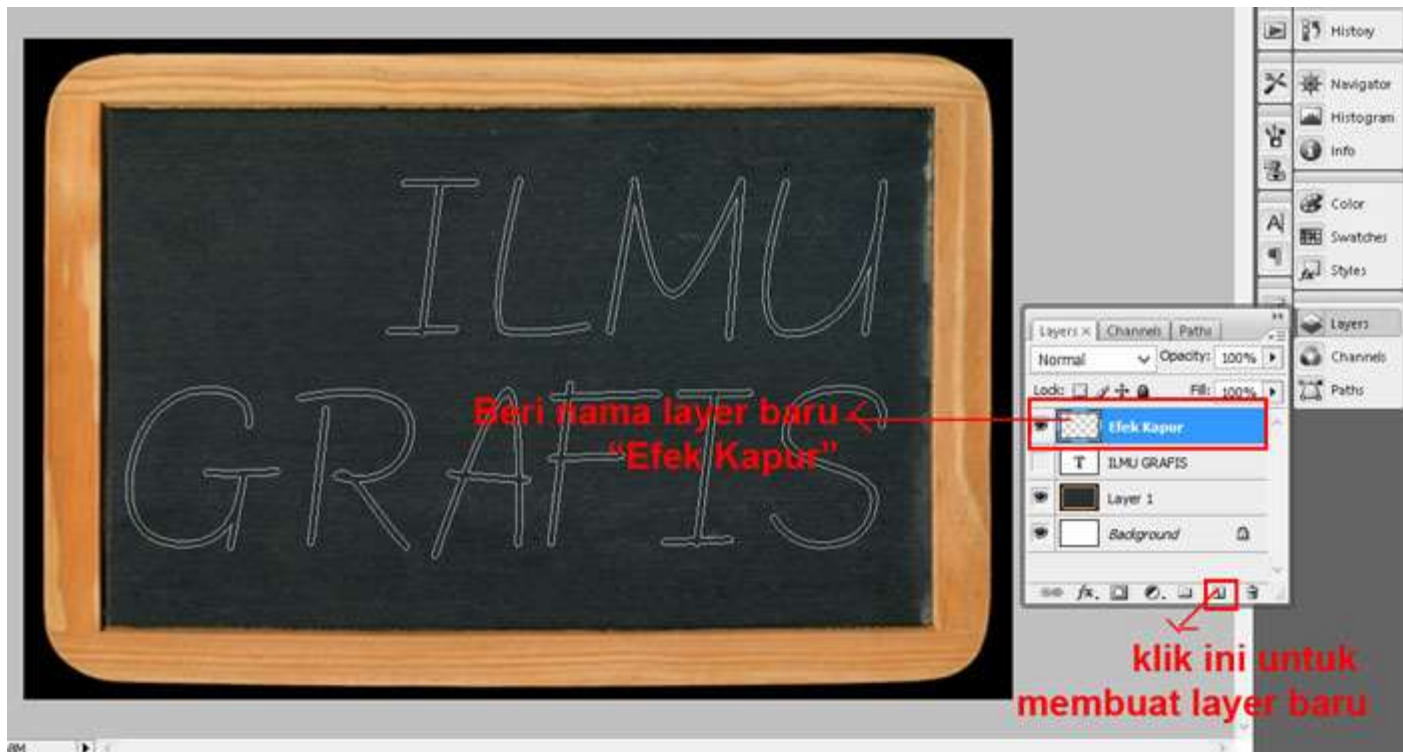 History
Navigator
Histogram
Info
Color
Swatches
Styles
Layers
Channels
Paths
ILMU
GRAFIS
Beri nama layer baru
“Efek Kapur”
Layers × Channels Paths
Normal Opacity: 100%
Lock: Fill: 100%
Efek Kapur
T ILMU GRAFIS
Layer 1
Background
fx.
klik ini untuk
membuat layer baru